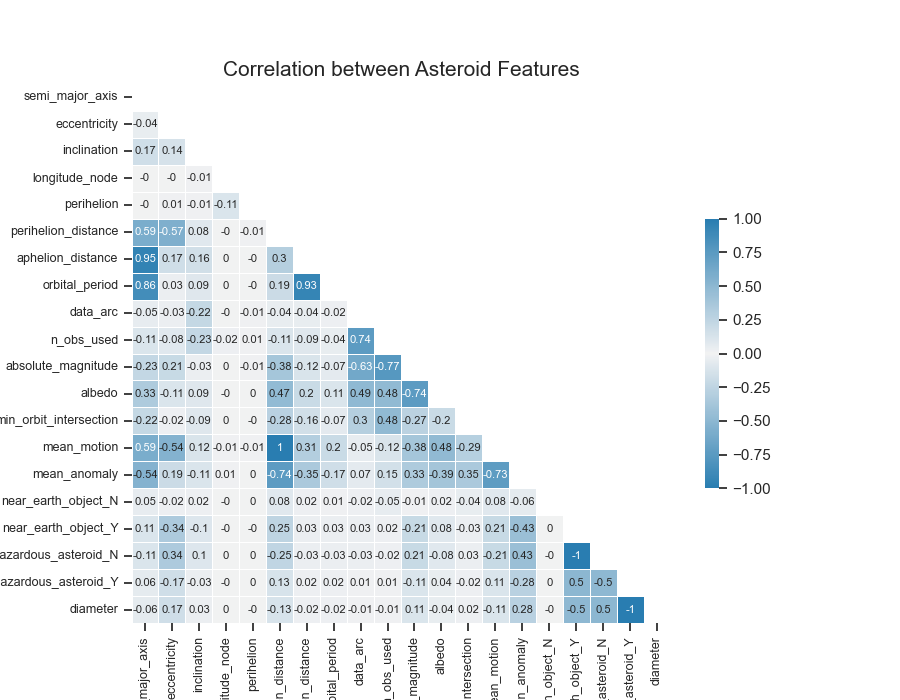 Correlation between Asteroid Features
semi_major_axis
eccentricity -0.04
inclination 0.17 0.14
longitude_node -0 -0 -0.01
perihelion -0 0.01 -0.01 -0.11
perihelion_distance 0.59 -0.57 0.08 -0 -0.01
aphelion_distance 0.95 0.17 0.16 0 -0 0.3
orbital_period 0.86 0.03 0.09 0 -0 0.19 0.93
data_arc -0.05 -0.03 -0.22 -0 -0.01 -0.04 -0.04 -0.02
n_obs_used -0.11 -0.08 -0.23 -0.02 0.01 -0.11 -0.09 -0.04 0.74
absolute_magnitude -0.23 0.21 -0.03 0 -0.01 -0.38 -0.12 -0.07 -0.63 -0.77
albedo 0.33 -0.11 0.09 -0 0 0.47 0.2 0.11 0.49 0.48 -0.74
min_orbit_intersection -0.22 -0.02 -0.09 0 -0 -0.28 -0.16 -0.07 0.3 0.48 -0.27 -0.2
mean_motion 0.59 -0.54 0.12 -0.01 -0.01 1 0.31 0.2 -0.05 -0.12 -0.38 0.48 -0.29
mean_anomaly -0.54 0.19 -0.11 0.01 0 -0.74 -0.35 -0.17 0.07 0.15 0.33 -0.39 0.35 -0.73
near_earth_object_N 0.05 -0.02 0.02 -0 0 0.08 0.02 0.01 -0.02 -0.05 -0.01 0.02 -0.04 0.08 -0.06
near_earth_object_Y 0.11 -0.34 -0.1 -0 0 0.25 0.03 0.03 0.03 0.02 -0.21 0.08 -0.03 0.21 -0.43 0
azardous_asteroid_N -0.11 0.34 0.1 0 -0 -0.25 -0.03 -0.03 -0.03 -0.02 0.21 -0.08 0.03 -0.21 0.43 -0 -1
azardous_asteroid_Y 0.06 -0.17 -0.03 -0 0 0.13 0.02 0.02 0.01 0.01 -0.11 0.04 -0.02 0.11 -0.28 0 0.5 -0.5
diameter -0.06 0.17 0.03 0 -0 -0.13 -0.02 -0.02 -0.01 -0.01 0.11 -0.04 0.02 -0.11 0.28 -0 -0.5 0.5 -1
major_axis
eccentricity
inclination
itude_node
perihelion
n_distance
n_distance
bital_period
data_arc
_obs_used
_magnitude
albedo
ntersection
ean_motion
n_anomaly
h_object_N
h_object_Y
_asteroid_N
asteroid_Y
diameter
1.00
0.75
0.50
0.25
0.00
−0.25
−0.50
−0.75
−1.00